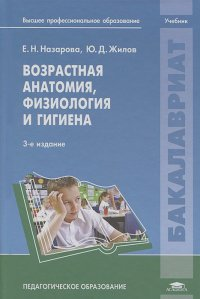 Высшее профессиональное образование
Учебник
Е. Н. Назарова, Ю. Д. Жилов
ВОЗРАСТНАЯ
АНАТОМИЯ,
ФИЗИОЛОГИЯ
И ГИГИЕНА
3-е издание
БАКАЛАВРИАТ
ПЕДАГОГИЧЕСКОЕ ОБРАЗОВАНИЕ